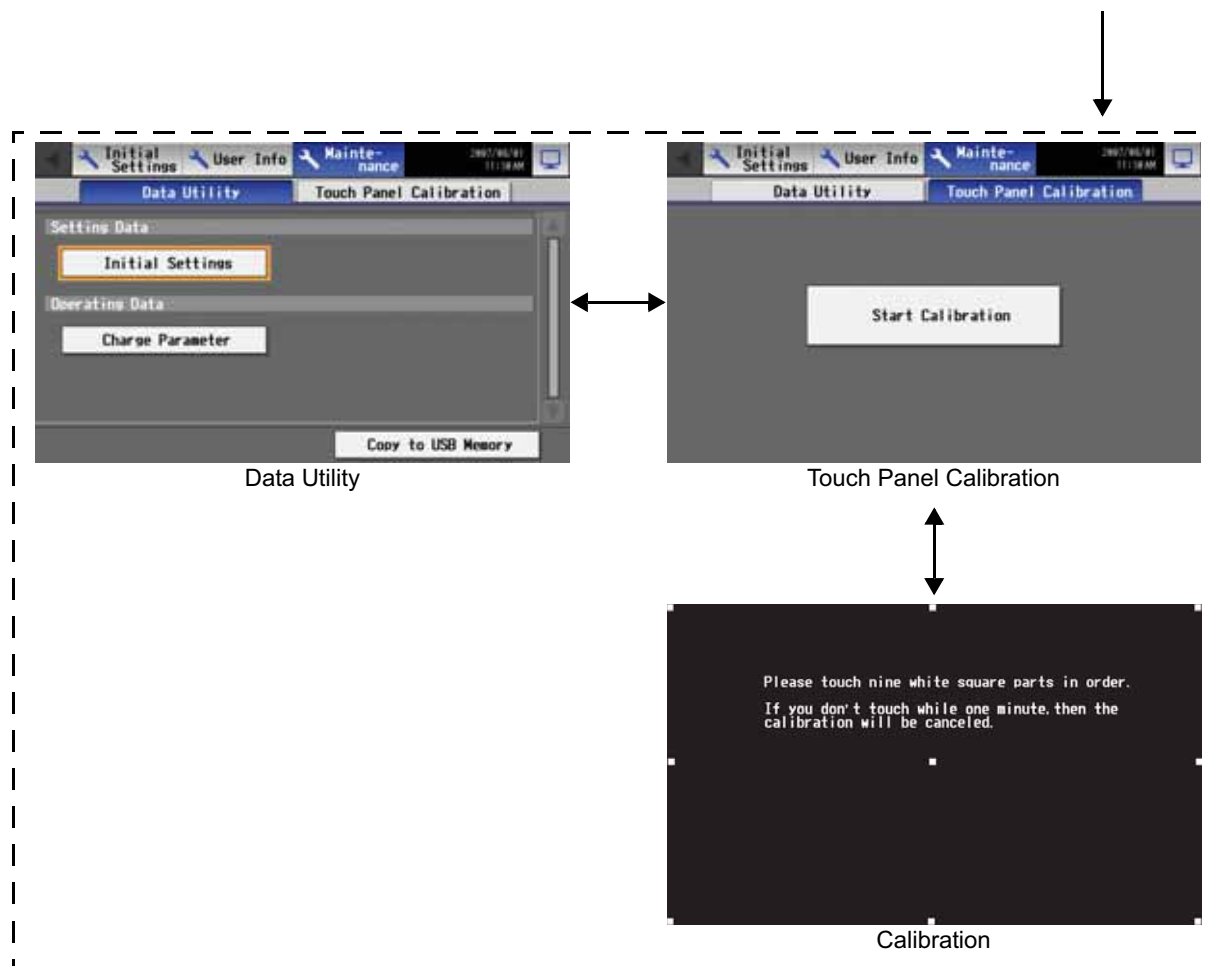 Initial Settings User Info Mainte-nance
Data Utility Touch Panel Calibration
Setting Data
Initial Settings
Operating Data
Charge Parameter
Copy to USB Memory
Data Utility
Initial Settings User Info Mainte-nance
Data Utility Touch Panel Calibration
Start Calibration
Touch Panel Calibration
Please touch nine white square parts in order.
If you don't touch while one minute.then the
calibration will be canceled.
Calibration